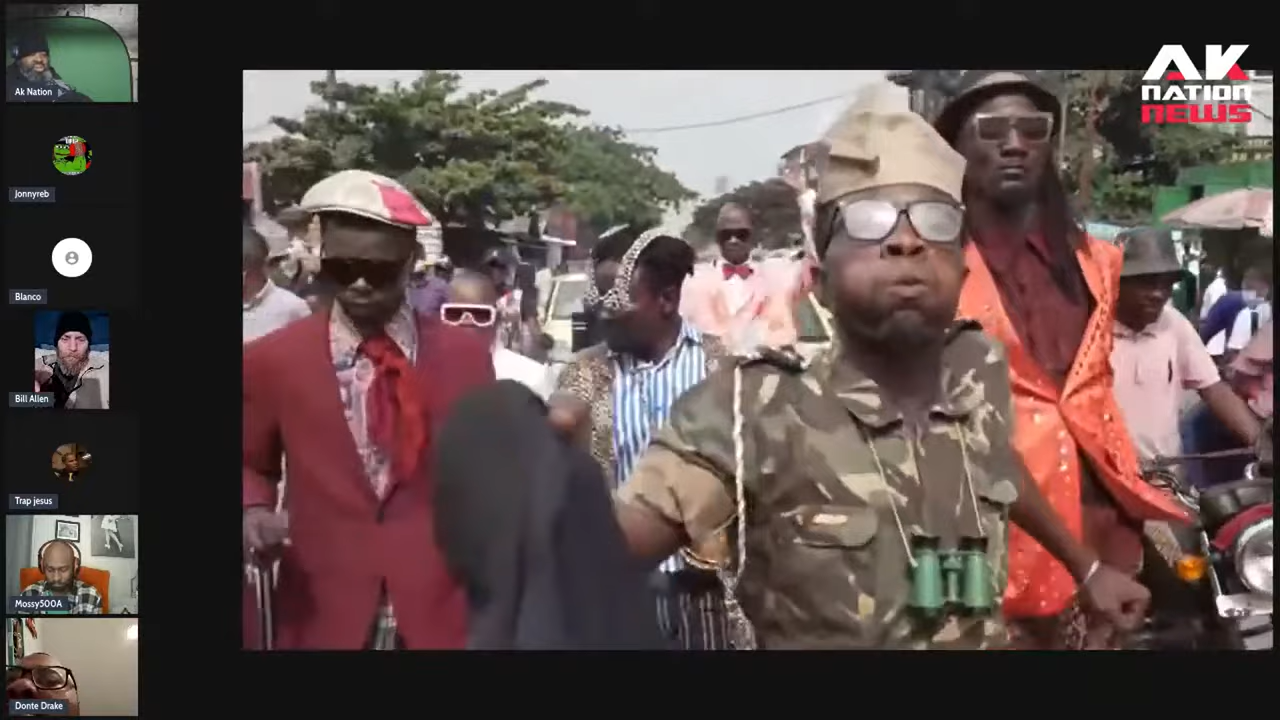 Ak Nation
Jonnyreb
Blanco
Bill Allen
Trap jesus
Mossy500A
Donte Drake
AK
NATION
NEWS